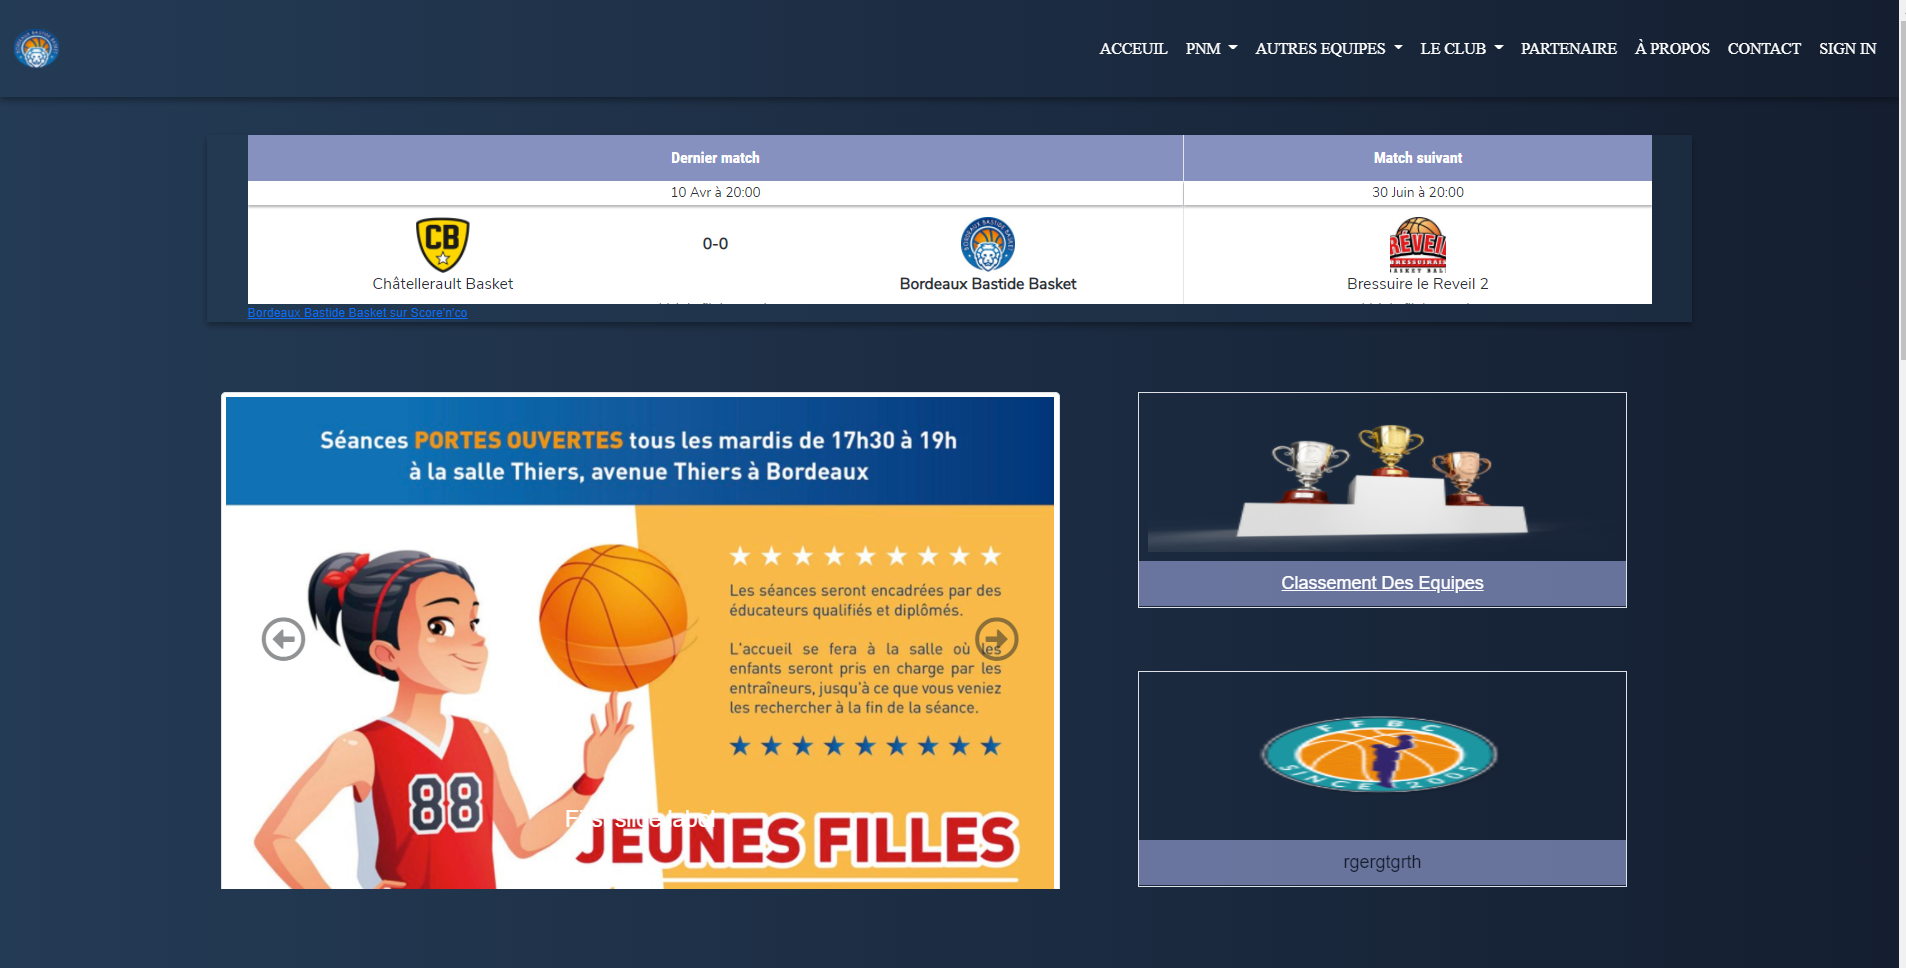 ACCEUIL PNM AUTRES EQUIPES LE CLUB PARTENAIRE À PROPOS CONTACT SIGN IN
Dernier match
Match suivant
10 Avr à 20:00
30 Juin à 20:00
CB
0-0
BORDEAUX BASTIDE BASKET
RÉVEIL
BRESSUIRAIS
BASKET BALL
Châtellerault Basket
Bordeaux Bastide Basket
Bressuire le Reveil 2
Bordeaux Bastide Basket sur Score'n'co
Séances PORTES OUVERTES tous les mardis de 17h30 à 19h
à la salle Thiers, avenue Thiers à Bordeaux
Les séances seront encadrées par des
éducateurs qualifiés et diplômés.
L'accueil se fera à la salle où les
enfants seront pris en charge par les
entraîneurs, jusqu'à ce que vous veniez
les rechercher à la fin de la séance.
88
First slide label
JEUNES FILLES
Classement Des Equipes
FFBC
SINCE 2005
rgergtgrth